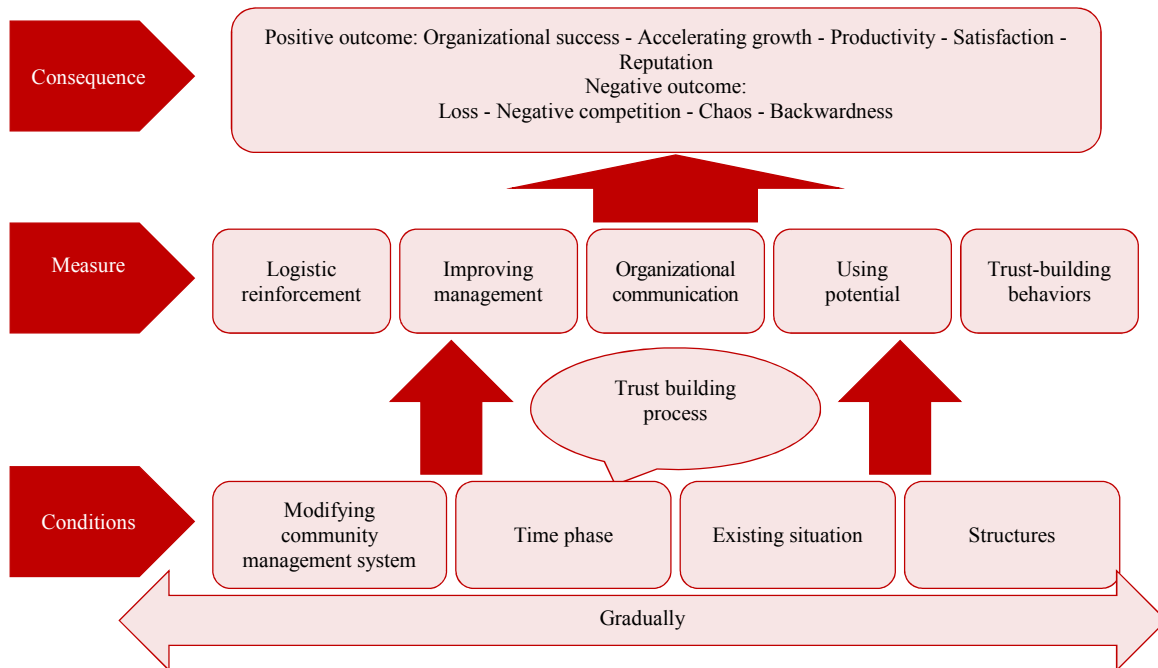 Consequence
Positive outcome: Organizational success - Accelerating growth - Productivity - Satisfaction -
Reputation
Negative outcome:
Loss - Negative competition - Chaos - Backwardness
Measure
Logistic
reinforcement
Improving
management
Organizational
communication
Using
potential
Trust-building
behaviors
Trust building
process
Conditions
Modifying
community
management system
Time phase
Existing situation
Structures
Gradually